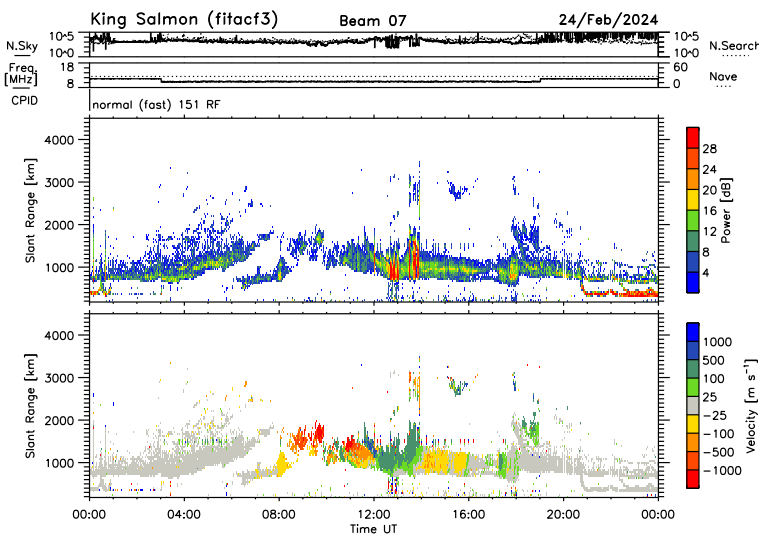 King Salmon (fitacf3) Beam 07 24/Feb/2024
N.Sky 10^5 10^0 10^5 10^0 N.Search
Freq. [MHz] 18 8 60 0 Nave
CPID normal (fast) 151 RF
Slant Range [km] 4000 3000 2000 1000
Power [dB] 28 24 20 16 12 8 4
Slant Range [km] 4000 3000 2000 1000
Velocity [m s^-1] 1000 500 100 25 -25 -100 -500 -1000
00:00 04:00 08:00 12:00 16:00 20:00 00:00
Time UT